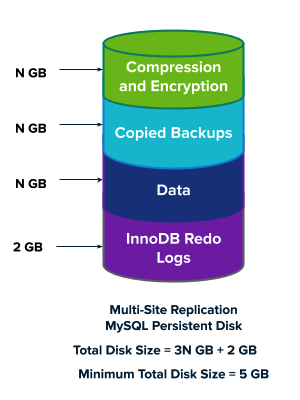 N GB
Compression
and Encryption
N GB
Copied Backups
N GB
Data
2 GB
InnoDB Redo
Logs
Multi-Site Replication
MySQL Persistent Disk
Total Disk Size = 3N GB + 2 GB
Minimum Total Disk Size = 5 GB